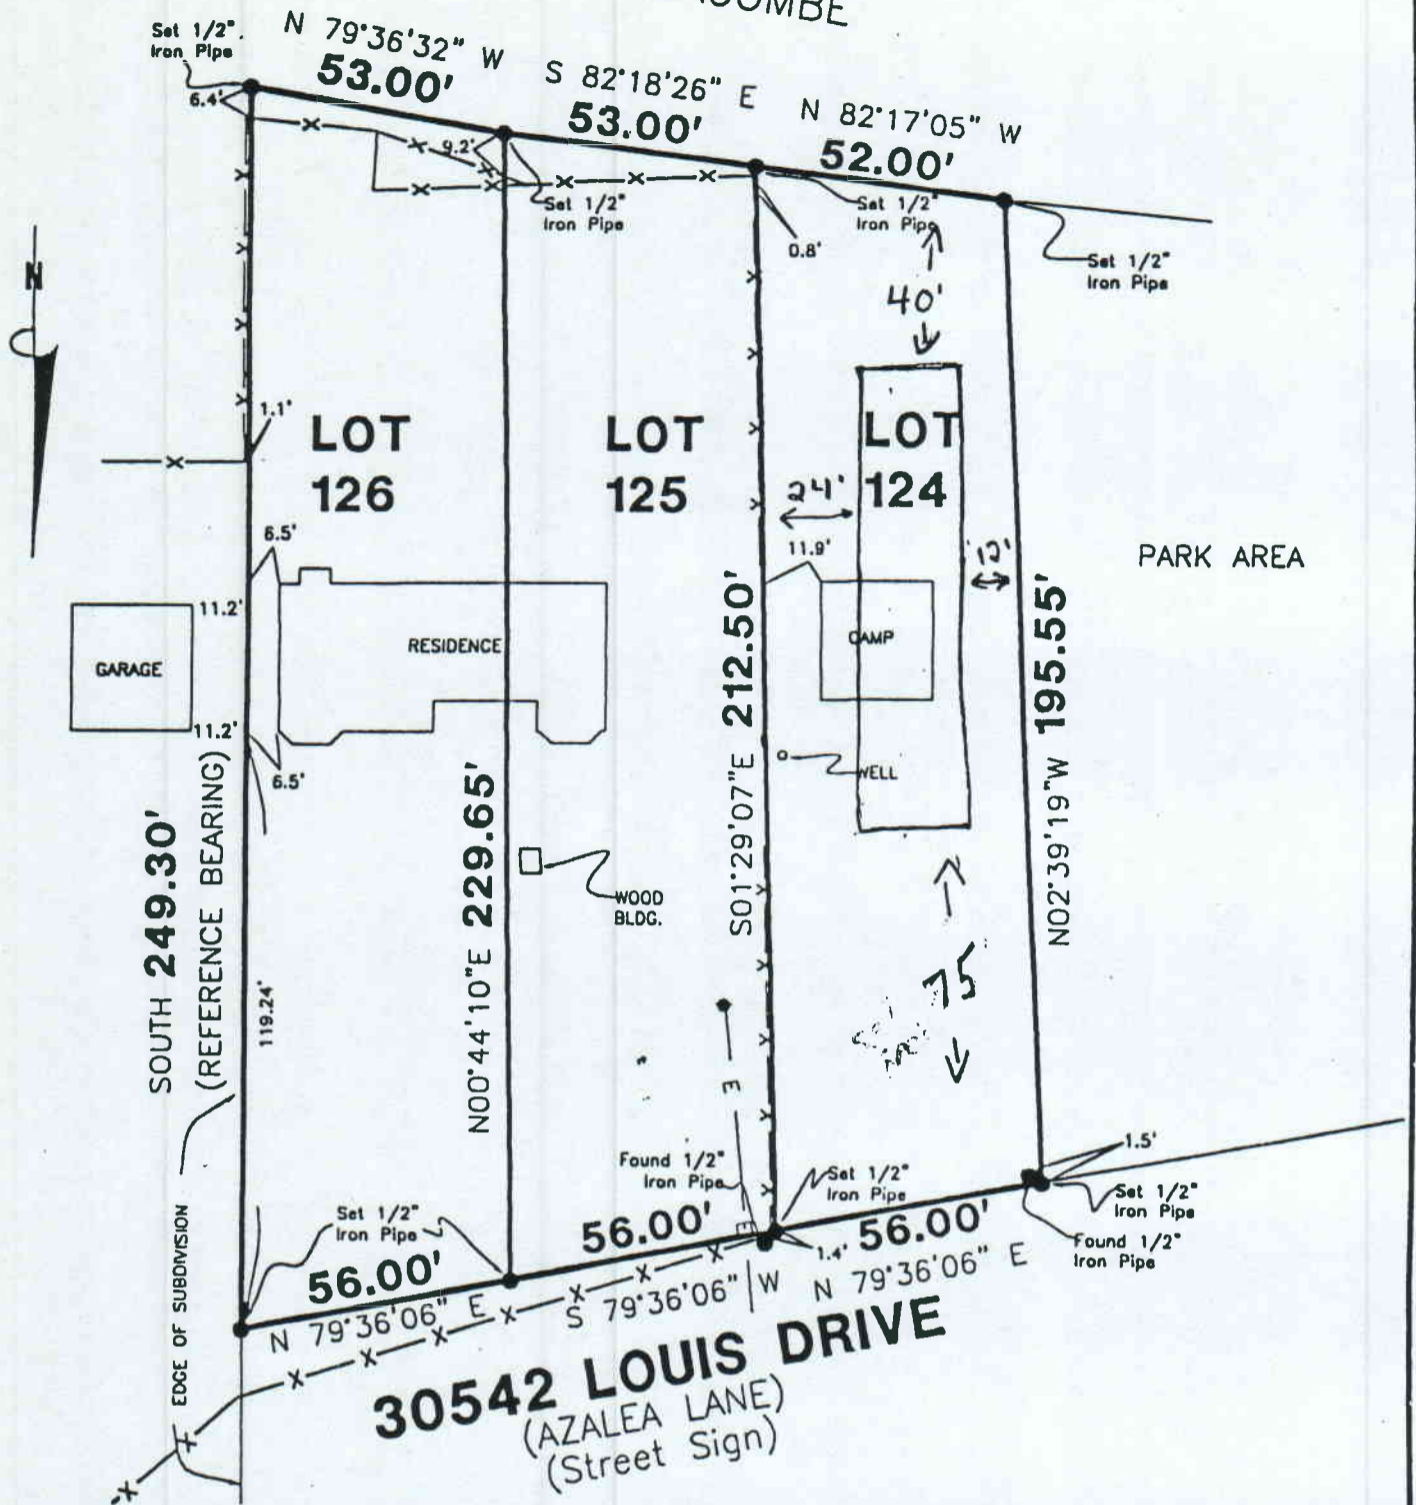 COMBE
N 79°36'32" W
53.00'
S 82°18'26" E
53.00'
N 82°17'05" W
52.00'
Set 1/2"
Iron Pipe
6.4'
9.2'
Set 1/2"
Iron Pipe
Set 1/2"
Iron Pipe
0.8'
Set 1/2"
Iron Pipe
N
40'
1.1'
LOT
126
LOT
125
LOT
124
24'
12'
6.5'
11.9'
PARK AREA
11.2'
GARAGE
11.2'
RESIDENCE
CAMP
6.5'
WELL
SOUTH 249.30'
(REFERENCE BEARING)
119.24'
N00°44'10"E 229.65'
WOOD
BLDG.
S01°29'07"E 212.50'
N02°39'19"W 195.55'
75'
E
E
Found 1/2"
Iron Pipe
Set 1/2"
Iron Pipe
1.5'
Set 1/2"
Iron Pipe
Found 1/2"
Iron Pipe
1.4'
Set 1/2"
Iron Pipe
EDGE OF SUBDIVISION
56.00'
N 79°36'06" E
56.00'
S 79°36'06" W
56.00'
N 79°36'06" E
30542 LOUIS DRIVE
(AZALEA LANE)
(Street Sign)